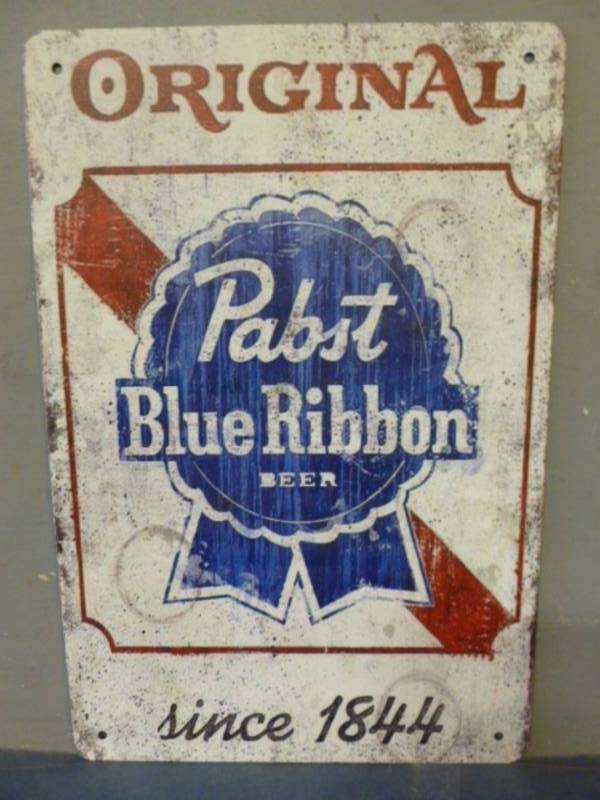 ORIGINAL
Pabst
Blue Ribbon
BEER
since 1844